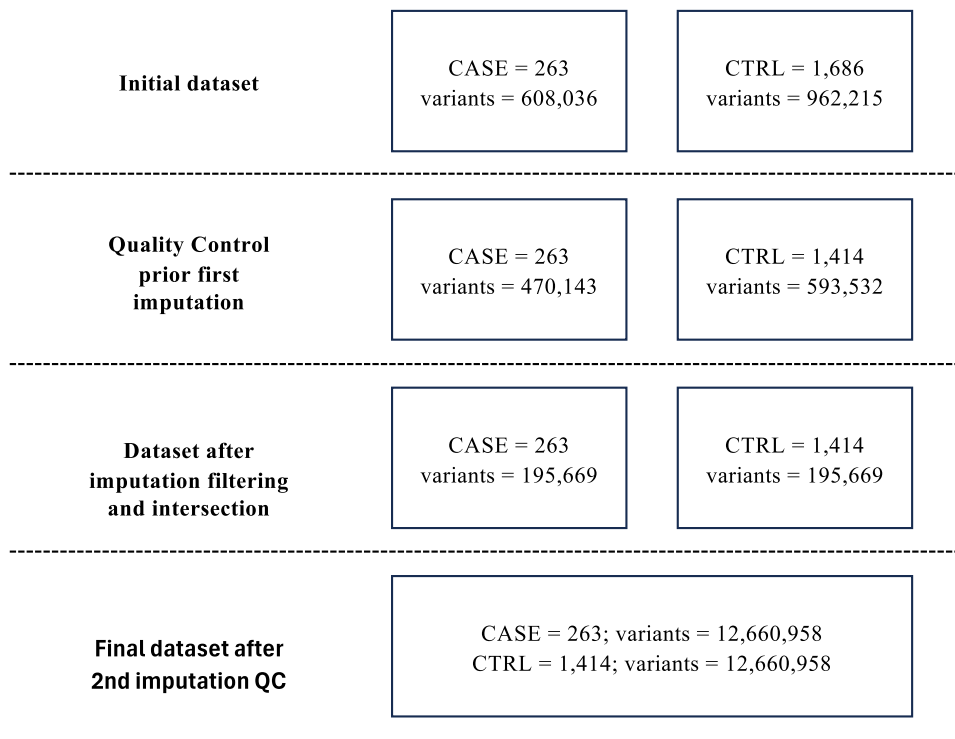 Initial dataset
CASE = 263
variants = 608,036
CTRL = 1,686
variants = 962,215
Quality Control
prior first
imputation
CASE = 263
variants = 470,143
CTRL = 1,414
variants = 593,532
Dataset after
imputation filtering
and intersection
CASE = 263
variants = 195,669
CTRL = 1,414
variants = 195,669
Final dataset after
2nd imputation QC
CASE = 263; variants = 12,660,958
CTRL = 1,414; variants = 12,660,958